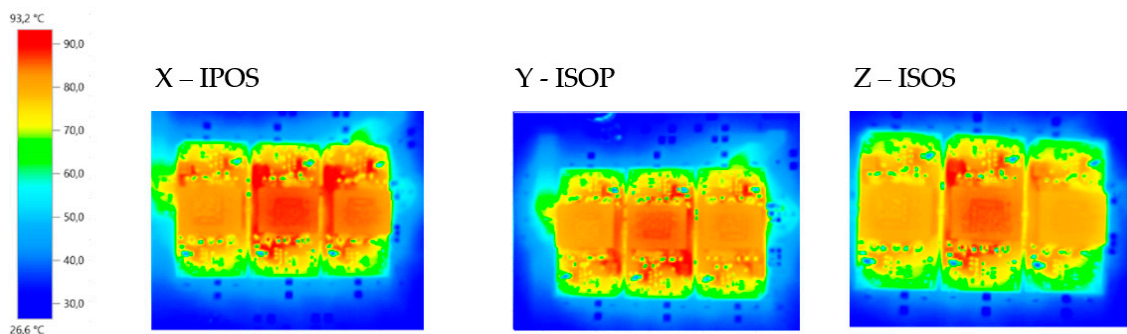 93,2 °C
90,0
80,0
70,0
60,0
50,0
40,0
30,0
26,6 °C
X – IPOS
Y - ISOP
Z – ISOS